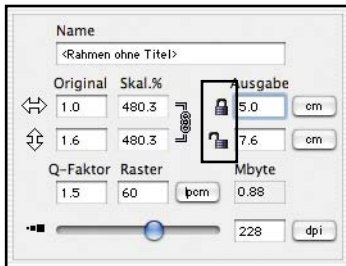 Name
<Rahmen ohne Titel>
Original Skal.% Ausgabe
1.0 480.3 5.0 cm
1.6 480.3 7.6 cm
Q-Faktor Raster Mbyte
1.5 60 lpcm 0.88
228 dpi